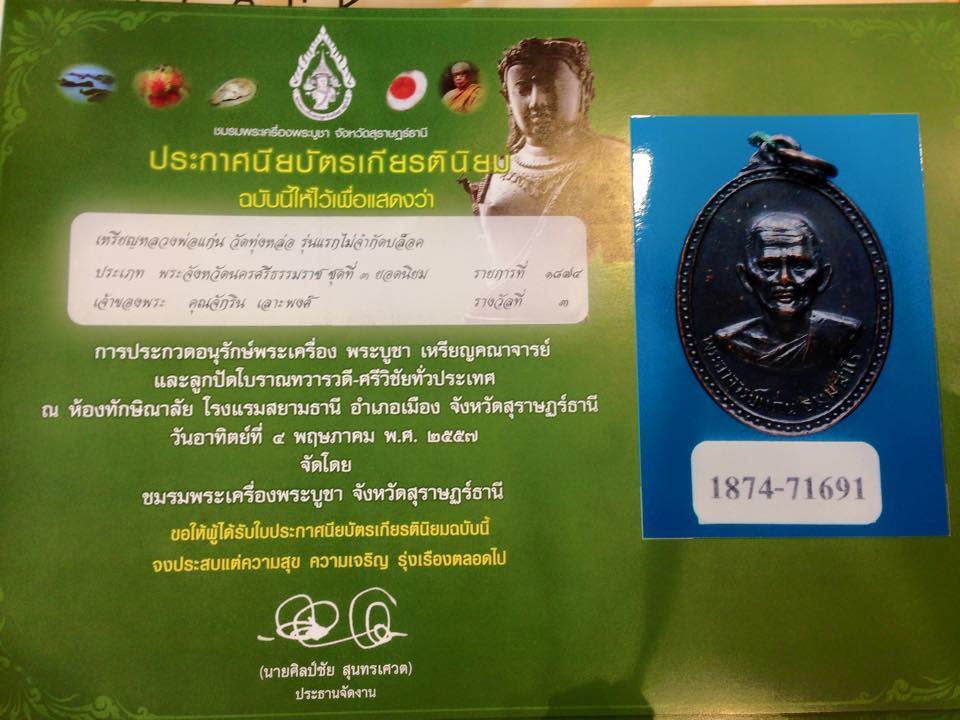 ชมรมพระเครื่องพระบูชา จังหวัดสุราษฎร์ธานี
ประกาศนียบัตรเกียรตินิยม
ฉบับนี้ให้ไว้เพื่อแสดงว่า
เหรียญหลวงพ่อแก่น วัดทุ่งหล่อ รุ่นแรกไม่จำกัดบล็อค
ประเภท พระจังหวัดนครศรีธรรมราช ชุดที่ ๓ ยอดนิยม รายการที่ ๑๘๗๔
เจ้าของพระ คุณจักริน เลาะพงศ์ รางวัลที่ ๓
การประกวดอนุรักษ์พระเครื่อง พระบูชา เหรียญคณาจารย์
และลูกปัดโบราณทวารวดี-ศรีวิชัยทั่วประเทศ
ณ ห้องทักษิณาลัย โรงแรมสยามธานี อำเภอเมือง จังหวัดสุราษฎร์ธานี
วันอาทิตย์ที่ ๔ พฤษภาคม พ.ศ. ๒๕๕๗
จัดโดย
ชมรมพระเครื่องพระบูชา จังหวัดสุราษฎร์ธานี
ขอให้ผู้ได้รับใบประกาศนียบัตรเกียรตินิยมฉบับนี้
จงประสบแต่ความสุข ความเจริญ รุ่งเรืองตลอดไป
(นายศิลป์ชัย สุนทรเศวต)
ประธานจัดงาน
1874-71691